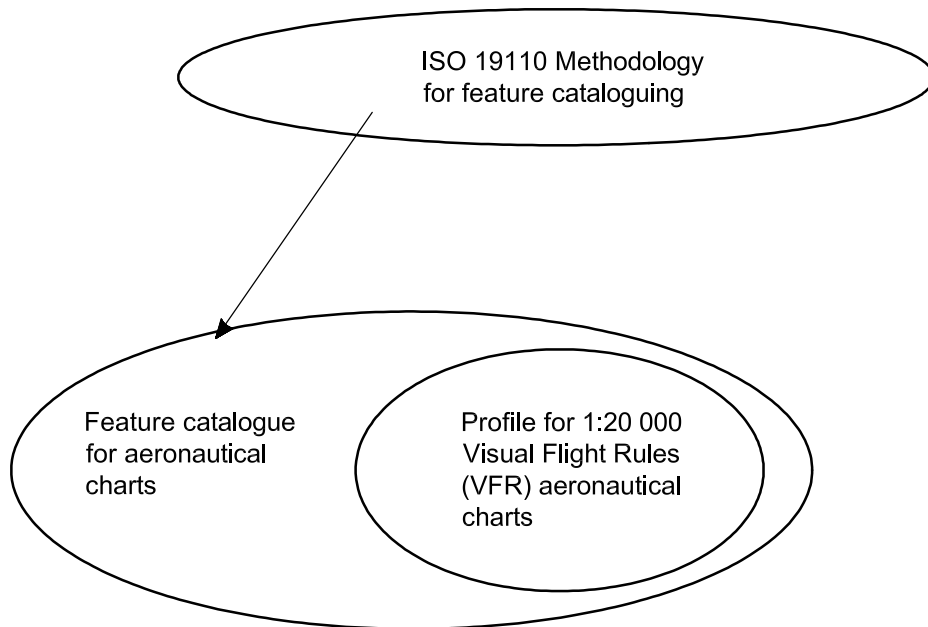 ISO 19110 Methodology
for feature cataloguing
Feature catalogue
for aeronautical
charts
Profile for 1:20 000
Visual Flight Rules
(VFR) aeronautical
charts